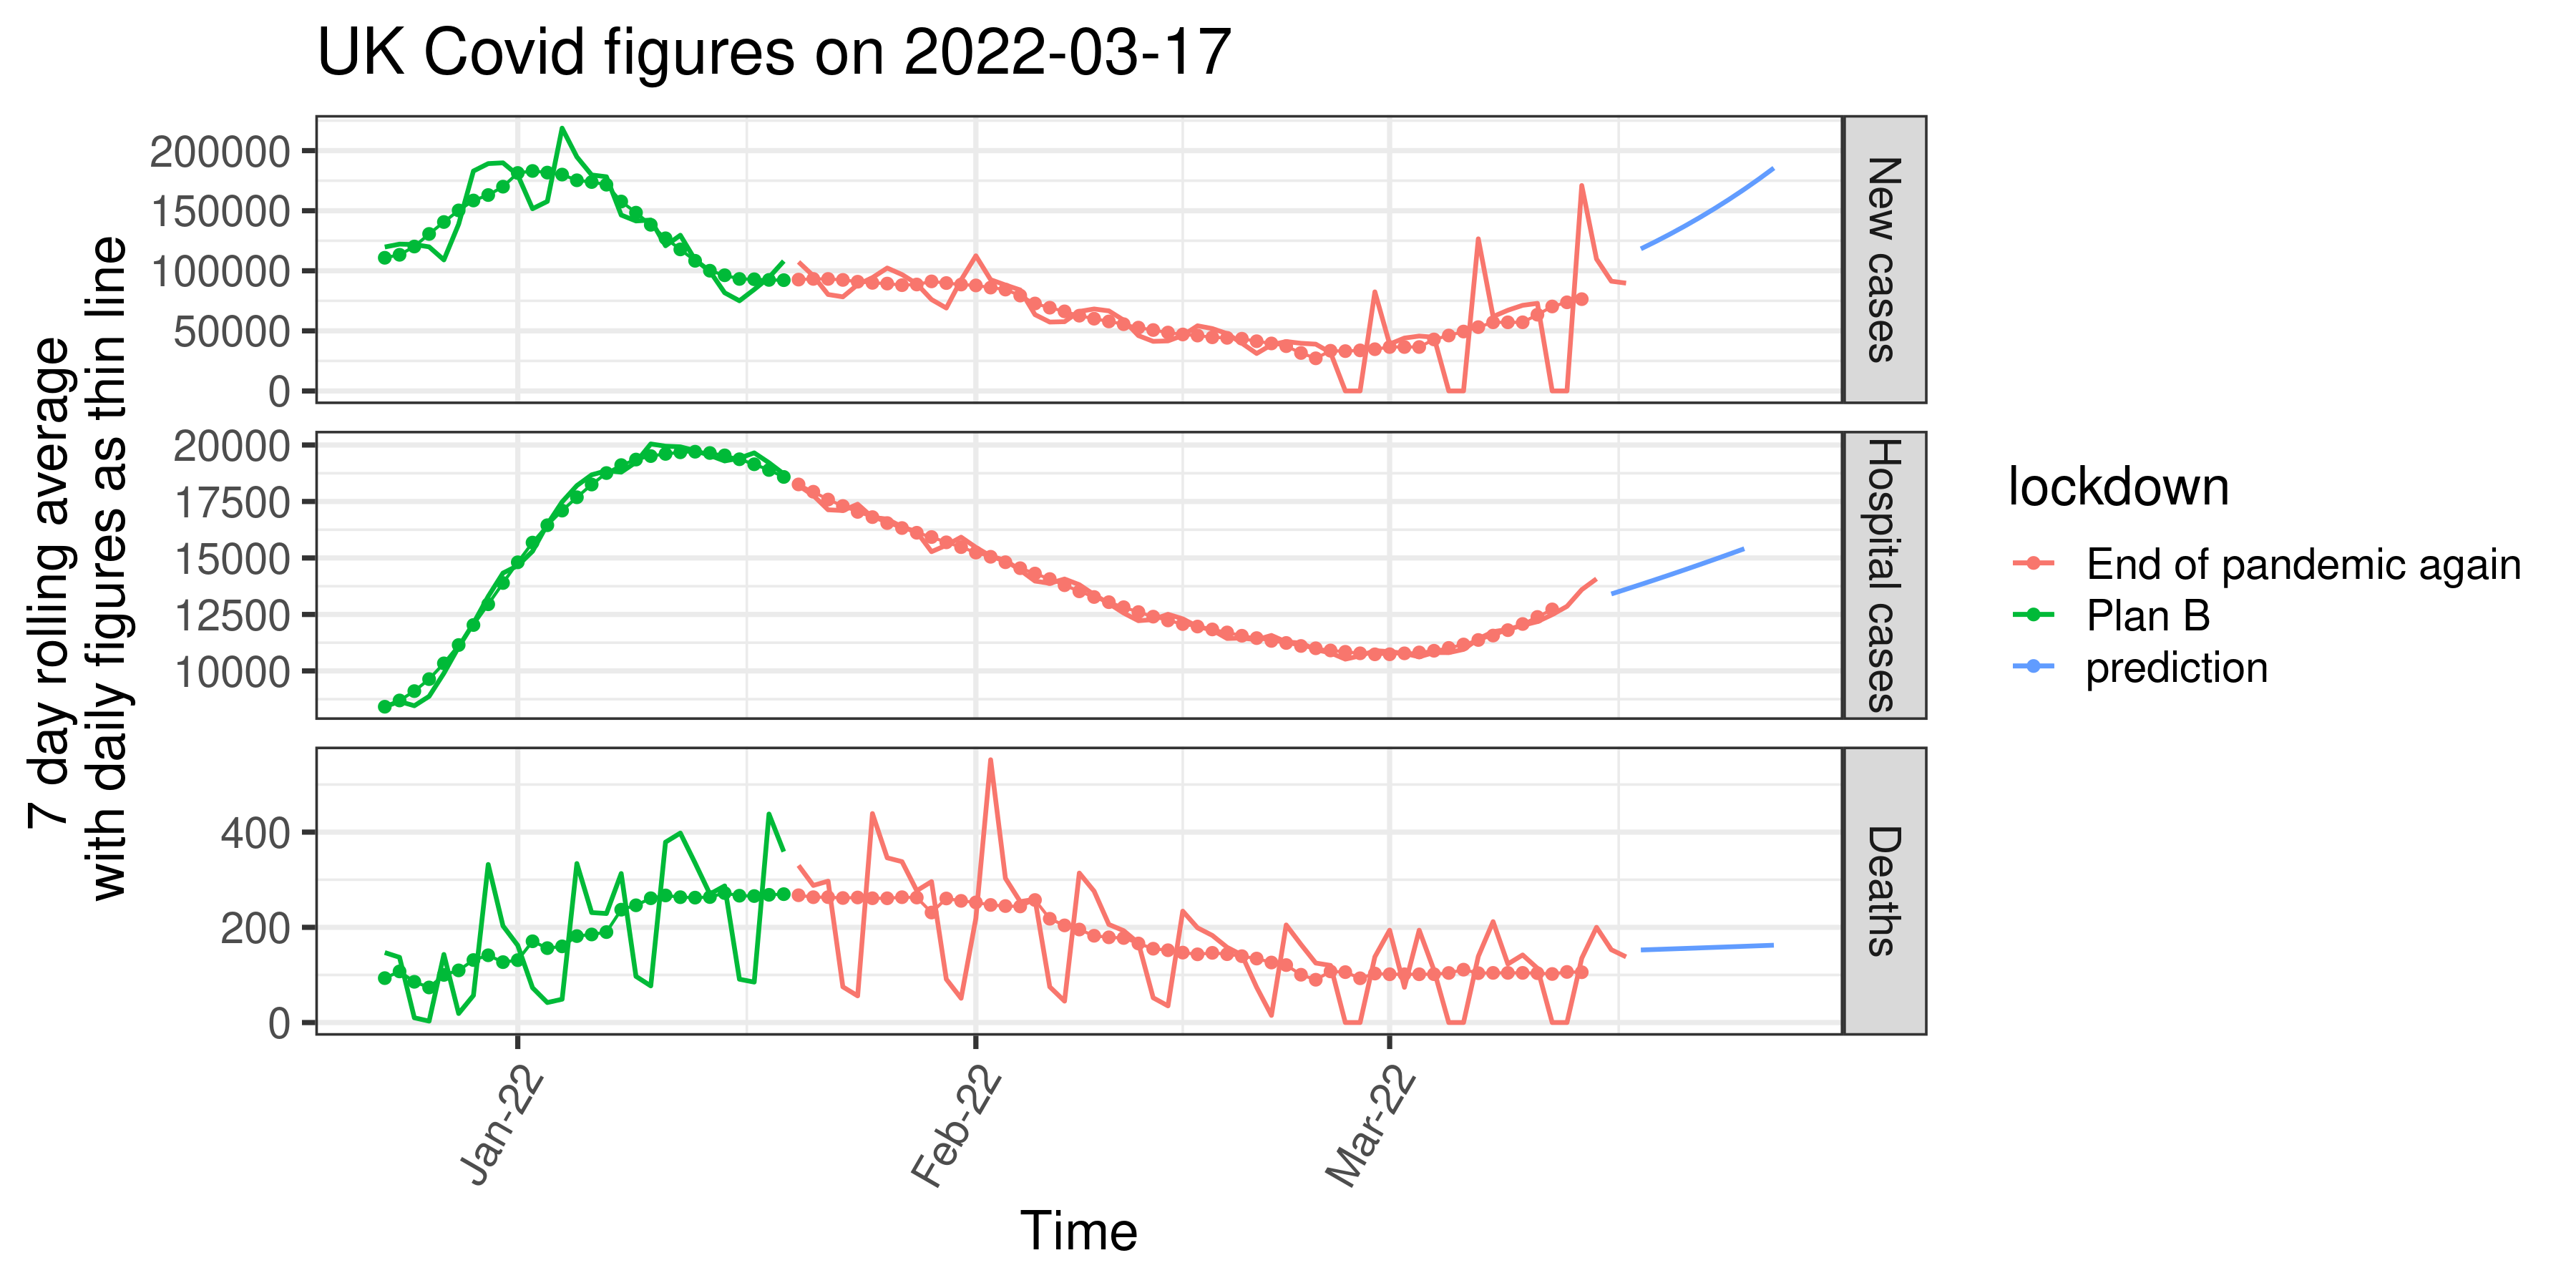 UK Covid figures on 2022-03-17
7 day rolling average
with daily figures as thin line
200000
150000
100000
50000
0
New cases
20000
17500
15000
12500
10000
Hospital cases
400
200
0
Deaths
Jan-22
Feb-22
Mar-22
Time
lockdown
End of pandemic again
Plan B
prediction